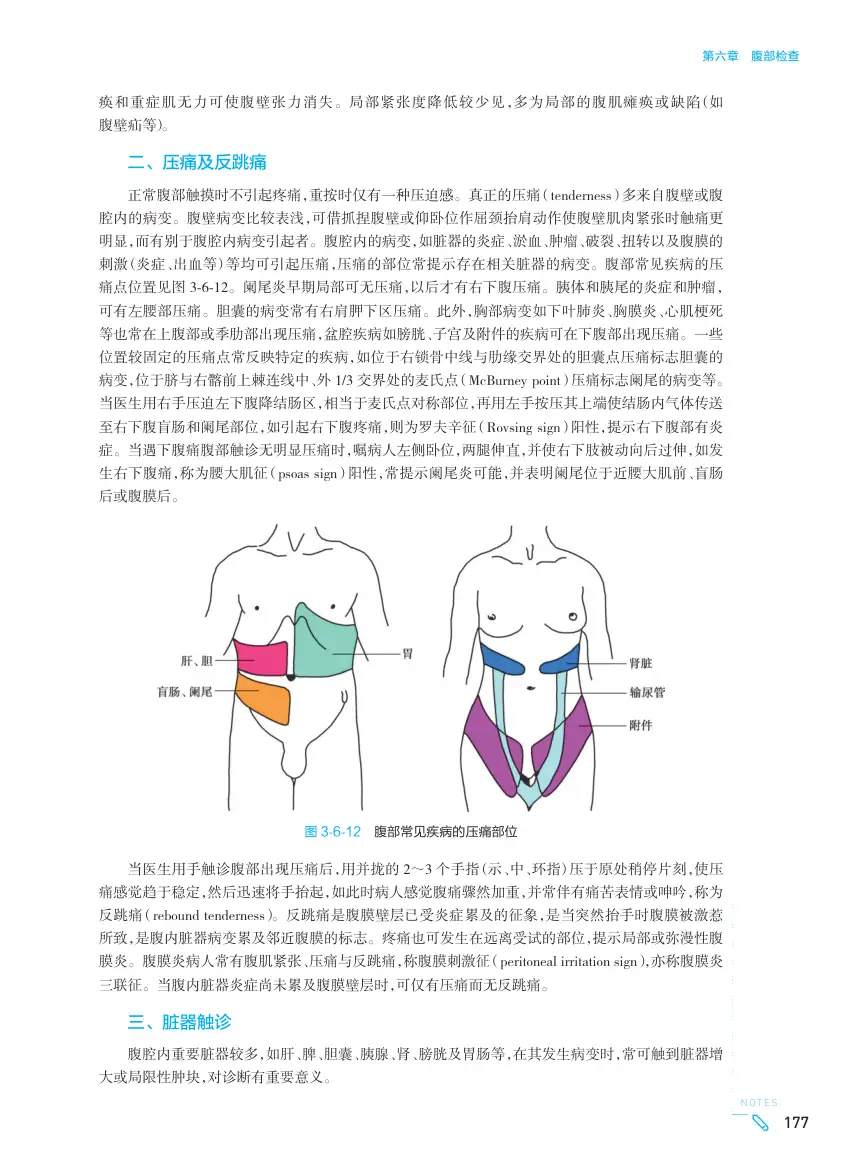 第六章 腹部检查
痪和重症肌无力可使腹壁张力消失。局部紧张度降低较少见,多为局部的腹肌瘫痪或缺陷(如
腹壁疝等)。
二、压痛及反跳痛
正常腹部触摸时不引起疼痛,重按时仅有一种压迫感。真正的压痛(tenderness)多来自腹壁或腹
腔内的病变。腹壁病变比较表浅,可借抓捏腹壁或仰卧位作屈颈抬肩动作使腹壁肌肉紧张时触痛更
明显,而有别于腹腔内病变引起者。腹腔内的病变,如脏器的炎症、淤血、肿瘤、破裂、扭转以及腹膜的
刺激(炎症、出血等)等均可引起压痛,压痛的部位常提示存在相关脏器的病变。腹部常见疾病的压
痛点位置见图 3-6-12。阑尾炎早期局部可无压痛,以后才有右下腹压痛。胰体和胰尾的炎症和肿瘤,
可有左腰部压痛。胆囊的病变常有右肩胛下区压痛。此外,胸部病变如下叶肺炎、胸膜炎、心肌梗死
等也常在上腹部或季肋部出现压痛,盆腔疾病如膀胱、子宫及附件的疾病可在下腹部出现压痛。一些
位置较固定的压痛点常反映特定的疾病,如位于右锁骨中线与肋缘交界处的胆囊点压痛标志胆囊的
病变,位于脐与右髂前上棘连线中、外 1/3 交界处的麦氏点(McBurney point)压痛标志阑尾的病变等。
当医生用右手压迫左下腹降结肠区,相当于麦氏点对称部位,再用左手按压其上端使结肠内气体传送
至右下腹盲肠和阑尾部位,如引起右下腹疼痛,则为罗夫辛征(Rovsing sign)阳性,提示右下腹部有炎
症。当遇下腹痛腹部触诊无明显压痛时,嘱病人左侧卧位,两腿伸直,并使右下肢被动向后过伸,如发
生右下腹痛,称为腰大肌征(psoas sign)阳性,常提示阑尾炎可能,并表明阑尾位于近腰大肌前、盲肠
后或腹膜后。
肝、胆
胃
盲肠、阑尾
肾脏
输尿管
附件
图 3-6-12 腹部常见疾病的压痛部位
当医生用手触诊腹部出现压痛后,用并拢的 2～3 个手指(示、中、环指)压于原处稍停片刻,使压
痛感觉趋于稳定,然后迅速将手抬起,如此时病人感觉腹痛骤然加重,并常伴有痛苦表情或呻吟,称为
反跳痛(rebound tenderness)。反跳痛是腹膜壁层已受炎症累及的征象,是当突然抬手时腹膜被激惹
所致,是腹内脏器病变累及邻近腹膜的标志。疼痛也可发生在远离受试的部位,提示局部或弥漫性腹
膜炎。腹膜炎病人常有腹肌紧张、压痛与反跳痛,称腹膜刺激征(peritoneal irritation sign),亦称腹膜炎
三联征。当腹内脏器炎症尚未累及腹膜壁层时,可仅有压痛而无反跳痛。
三、脏器触诊
腹腔内重要脏器较多,如肝、脾、胆囊、胰腺、肾、膀胱及胃肠等,在其发生病变时,常可触到脏器增
大或局限性肿块,对诊断有重要意义。
NOTES
177